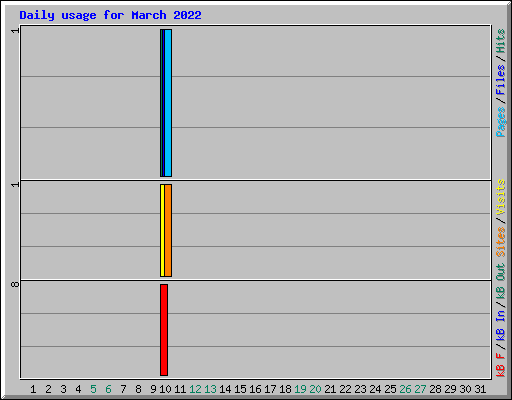 Daily usage for March 2022
1
1
8
Pages / Files / Hits
Sites / Visits
kB F / kB In / kB Out
1 2 3 4 5 6 7 8 9 10 11 12 13 14 15 16 17 18 19 20 21 22 23 24 25 26 27 28 29 30 31